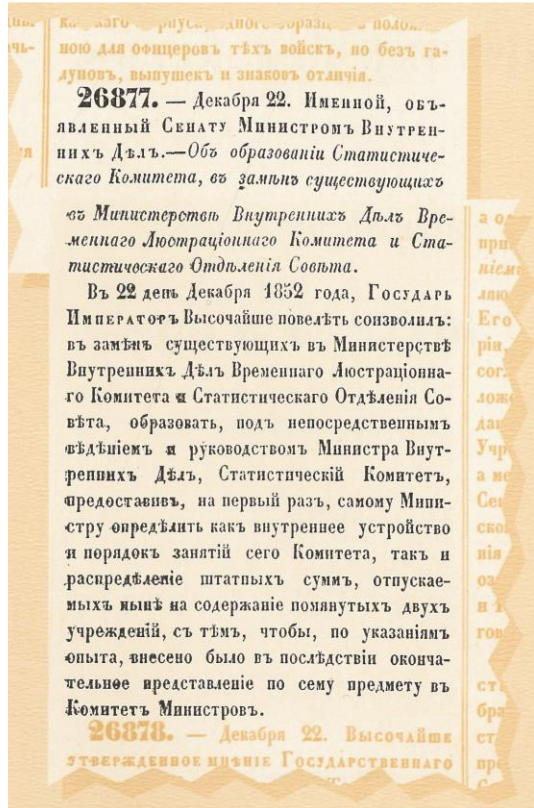 ною для офицеровъ тѣхъ войскъ, но безъ га-
луновъ, выпушекъ и знаковъ отличія.
26877. — Декабря 22. Именной, объ-
явленный Сенату Министромъ Внутрен-
нихъ Дѣлъ.—Объ образованіи Статистиче-
скаго Комитета, въ замѣнъ существующихъ
въ Министерствѣ Внутреннихъ Дѣлъ Вре-
меннаго Люстраціоннаго Комитета и Ста-
тистическаго Отдѣленія Совѣта.
Въ 22 день Декабря 1852 года, Государь
Императоръ Высочайше повелѣть соизволилъ:
въ замѣнъ существующихъ въ Министерствѣ
Внутреннихъ Дѣлъ Временнаго Люстраціонна-
го Комитета и Статистическаго Отдѣленія Со-
вѣта, образовать, подъ непосредственнымъ
вѣдѣніемъ и руководствомъ Министра Внут-
реннихъ Дѣлъ, Статистическій Комитетъ,
предоставивъ, на первый разъ, самому Мини-
стру опредѣлить какъ внутреннее устройство
и порядокъ занятій сего Комитета, такъ и
распредѣленіе штатныхъ суммъ, отпускае-
мыхъ нынѣ на содержаніе помянутыхъ двухъ
учрежденій, съ тѣмъ, чтобы, по указаніямъ
опыта, внесено было въ послѣдствіи оконча-
тельное представленіе по сему предмету въ
Комитетъ Министровъ.
26878. — Декабря 22. Высочайше
утвержденное мнѣніе Государственнаго